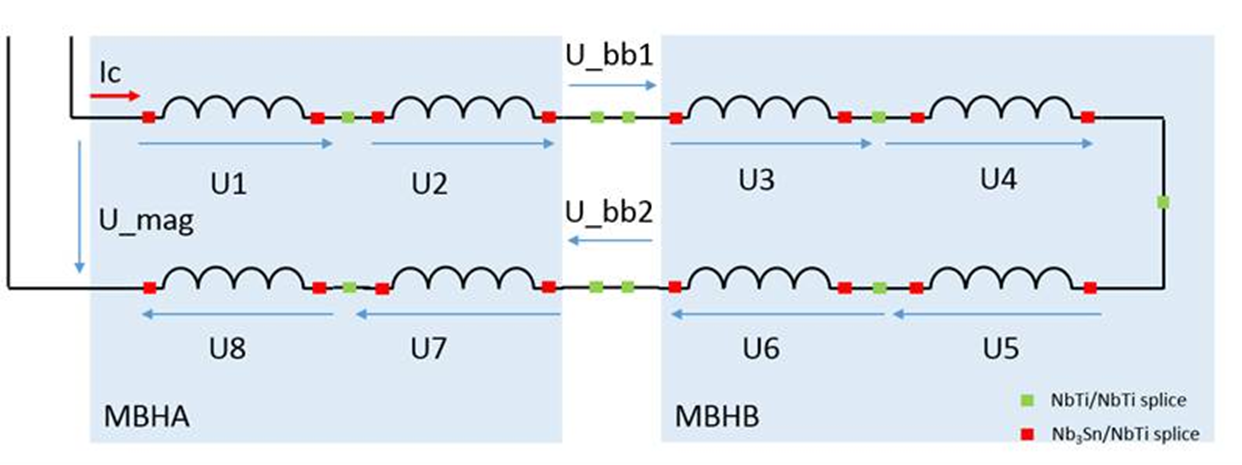 Ic
U_bb1
U1
U2
U3
U4
U_mag
U_bb2
U8
U7
U6
U5
MBHA
MBHB
NbTi/NbTi splice
Nb₃Sn/NbTi splice